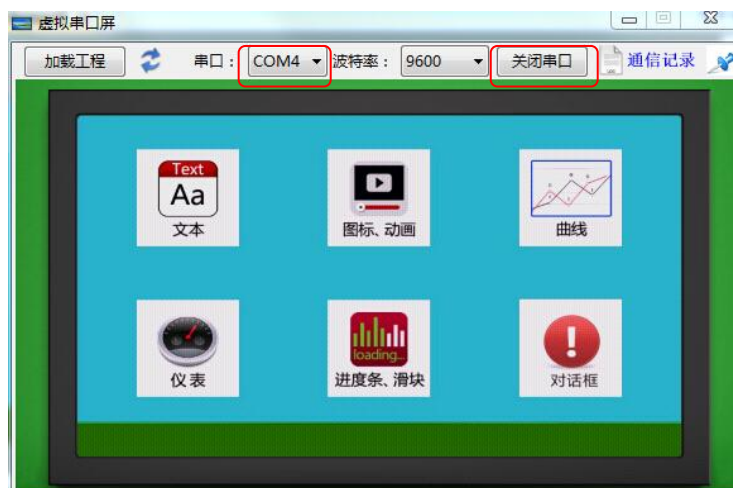 虚拟串口屏
加载工程 串口： COM4 波特率： 9600 关闭串口 通信记录
Text
Aa
文本 图标、动画 曲线
loading...
仪表 进度条、滑块 对话框